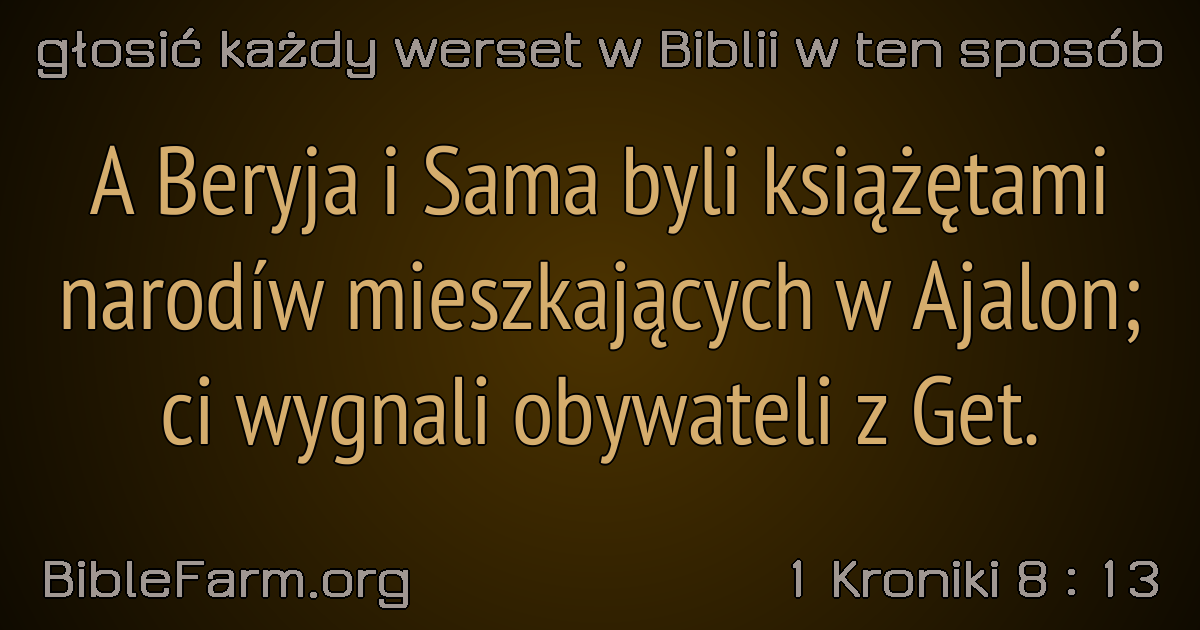 głosić każdy werset w Biblii w ten sposób
A Beryja i Sama byli książętami
narodíw mieszkających w Ajalon;
ci wygnali obywateli z Get.
BibleFarm.org
1 Kroniki 8 : 13